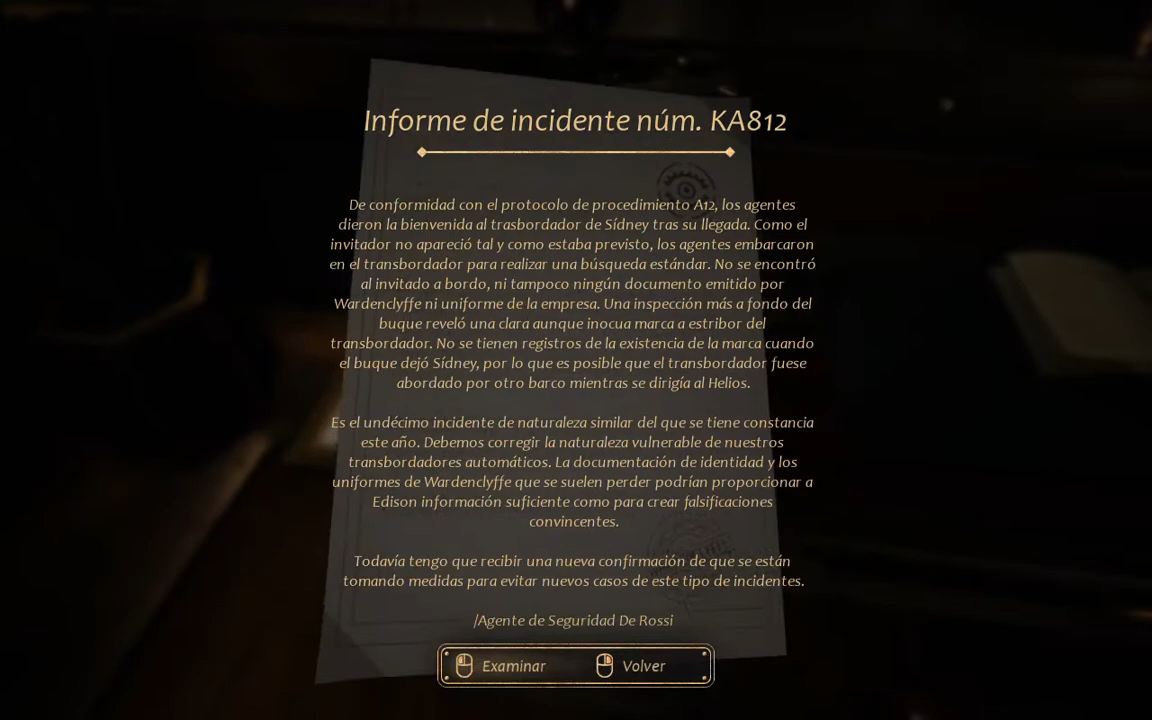 Informe de incidente núm. KA812
De conformidad con el protocolo de procedimiento A12, los agentes
dieron la bienvenida al trasbordador de Sídney tras su llegada. Como el
invitador no apareció tal y como estaba previsto, los agentes embarcaron
en el transbordador para realizar una búsqueda estándar. No se encontró
al invitado a bordo, ni tampoco ningún documento emitido por
Wardenclyffe ni uniforme de la empresa. Una inspección más a fondo del
buque reveló una clara aunque inocua marca a estribor del
transbordador. No se tienen registros de la existencia de la marca cuando
el buque dejó Sídney, por lo que es posible que el transbordador fuese
abordado por otro barco mientras se dirigía al Helios.
Es el undécimo incidente de naturaleza similar del que se tiene constancia
este año. Debemos corregir la naturaleza vulnerable de nuestros
transbordadores automáticos. La documentación de identidad y los
uniformes de Wardenclyffe que se suelen perder podrían proporcionar a
Edison información suficiente como para crear falsificaciones
convincentes.
Todavía tengo que recibir una nueva confirmación de que se están
tomando medidas para evitar nuevos casos de este tipo de incidentes.
/Agente de Seguridad De Rossi
Examinar Volver